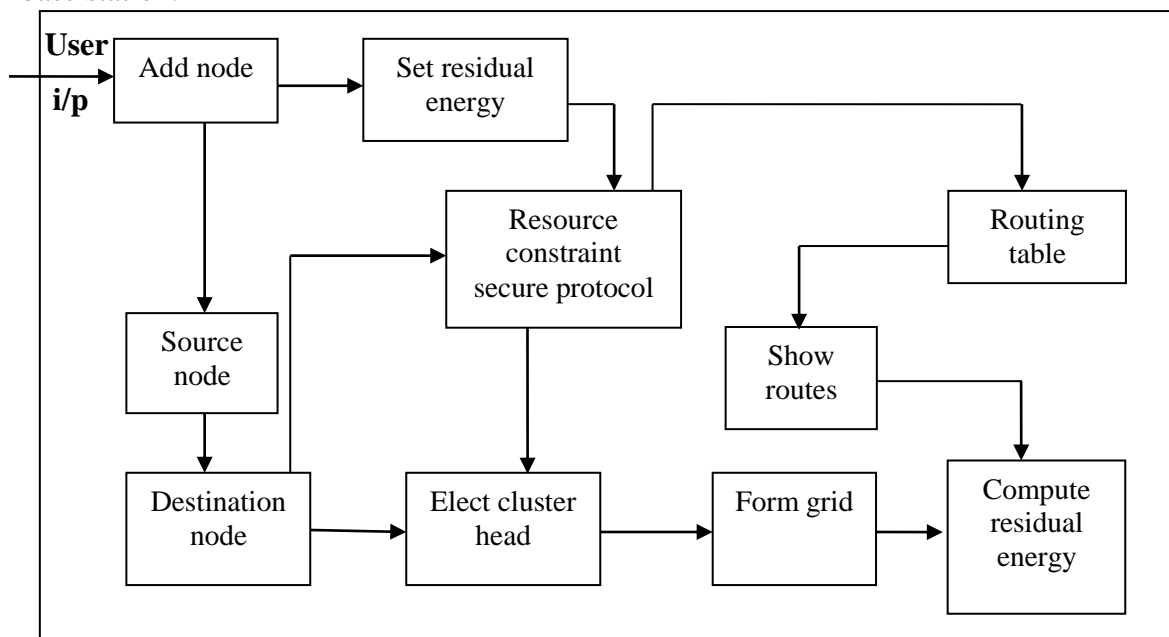 User
i/p
Add node
Set residual
energy
Resource
constraint
secure protocol
Routing
table
Source
node
Show
routes
Destination
node
Elect cluster
head
Form grid
Compute
residual
energy